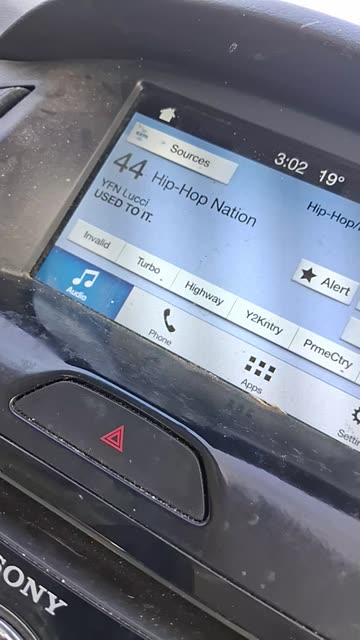 Sources
3:02 19°
44 Hip-Hop Nation
Hip-Hop/
YFN Lucci
USED TO IT.
Alert
Invalid
Turbo
Highway
Y2Kntry
PrmeCtry
Audio
Phone
Apps
Settin
SONY